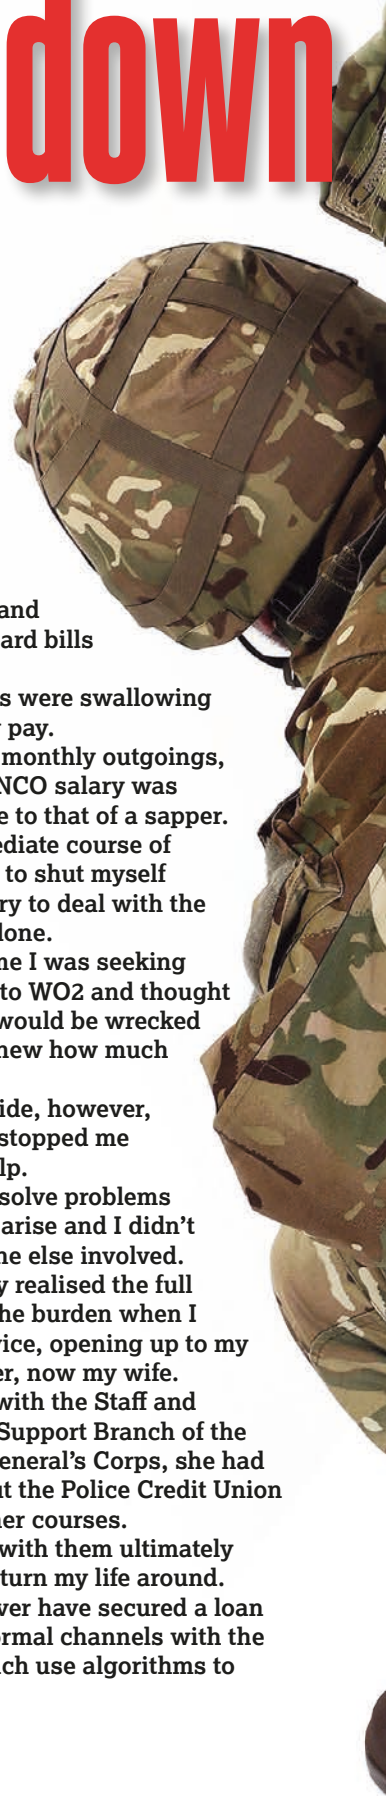 down
and
ard bills
s were swallowing
pay.
monthly outgoings,
NCO salary was
e to that of a sapper.
ediate course of
to shut myself
ry to deal with the
lone.
me I was seeking
to WO2 and thought
would be wrecked
new how much
ide, however,
stopped me
lp.
solve problems
arise and I didn't
ne else involved.
y realised the full
he burden when I
vice, opening up to my
er, now my wife.
with the Staff and
Support Branch of the
eneral's Corps, she had
ut the Police Credit Union
her courses.
with them ultimately
turn my life around.
ver have secured a loan
ormal channels with the
ch use algorithms to